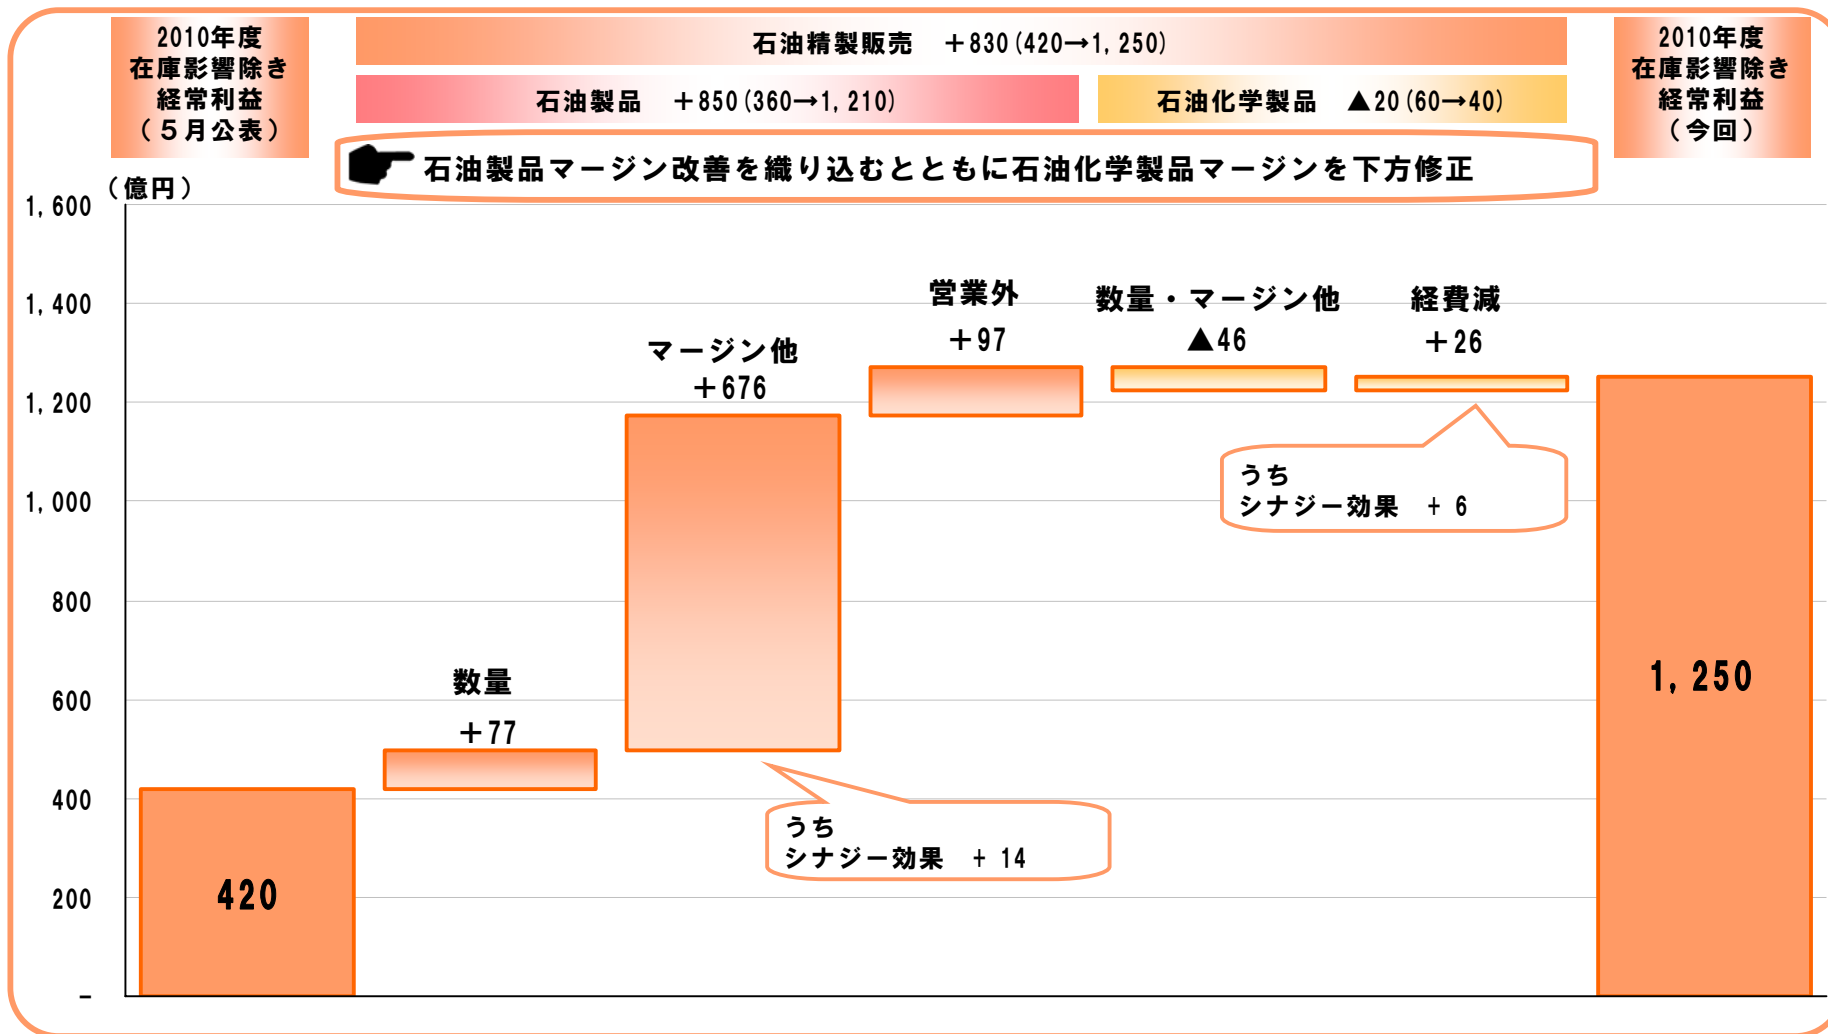 2010年度
在庫影響除き
経常利益
(５月公表)
石油精製販売　＋830(420→1,250)
石油製品　＋850(360→1,210)
石油化学製品　▲20(60→40)
2010年度
在庫影響除き
経常利益
(今回)
石油製品マージン改善を織り込むとともに石油化学製品マージンを下方修正
(億円)
1,600
1,400
1,200
1,000
800
600
400
200
－
420
数量
＋77
マージン他
＋676
うち
シナジー効果　+ 14
営業外
＋97
数量・マージン他
▲46
経費減
＋26
うち
シナジー効果　+ 6
1,250